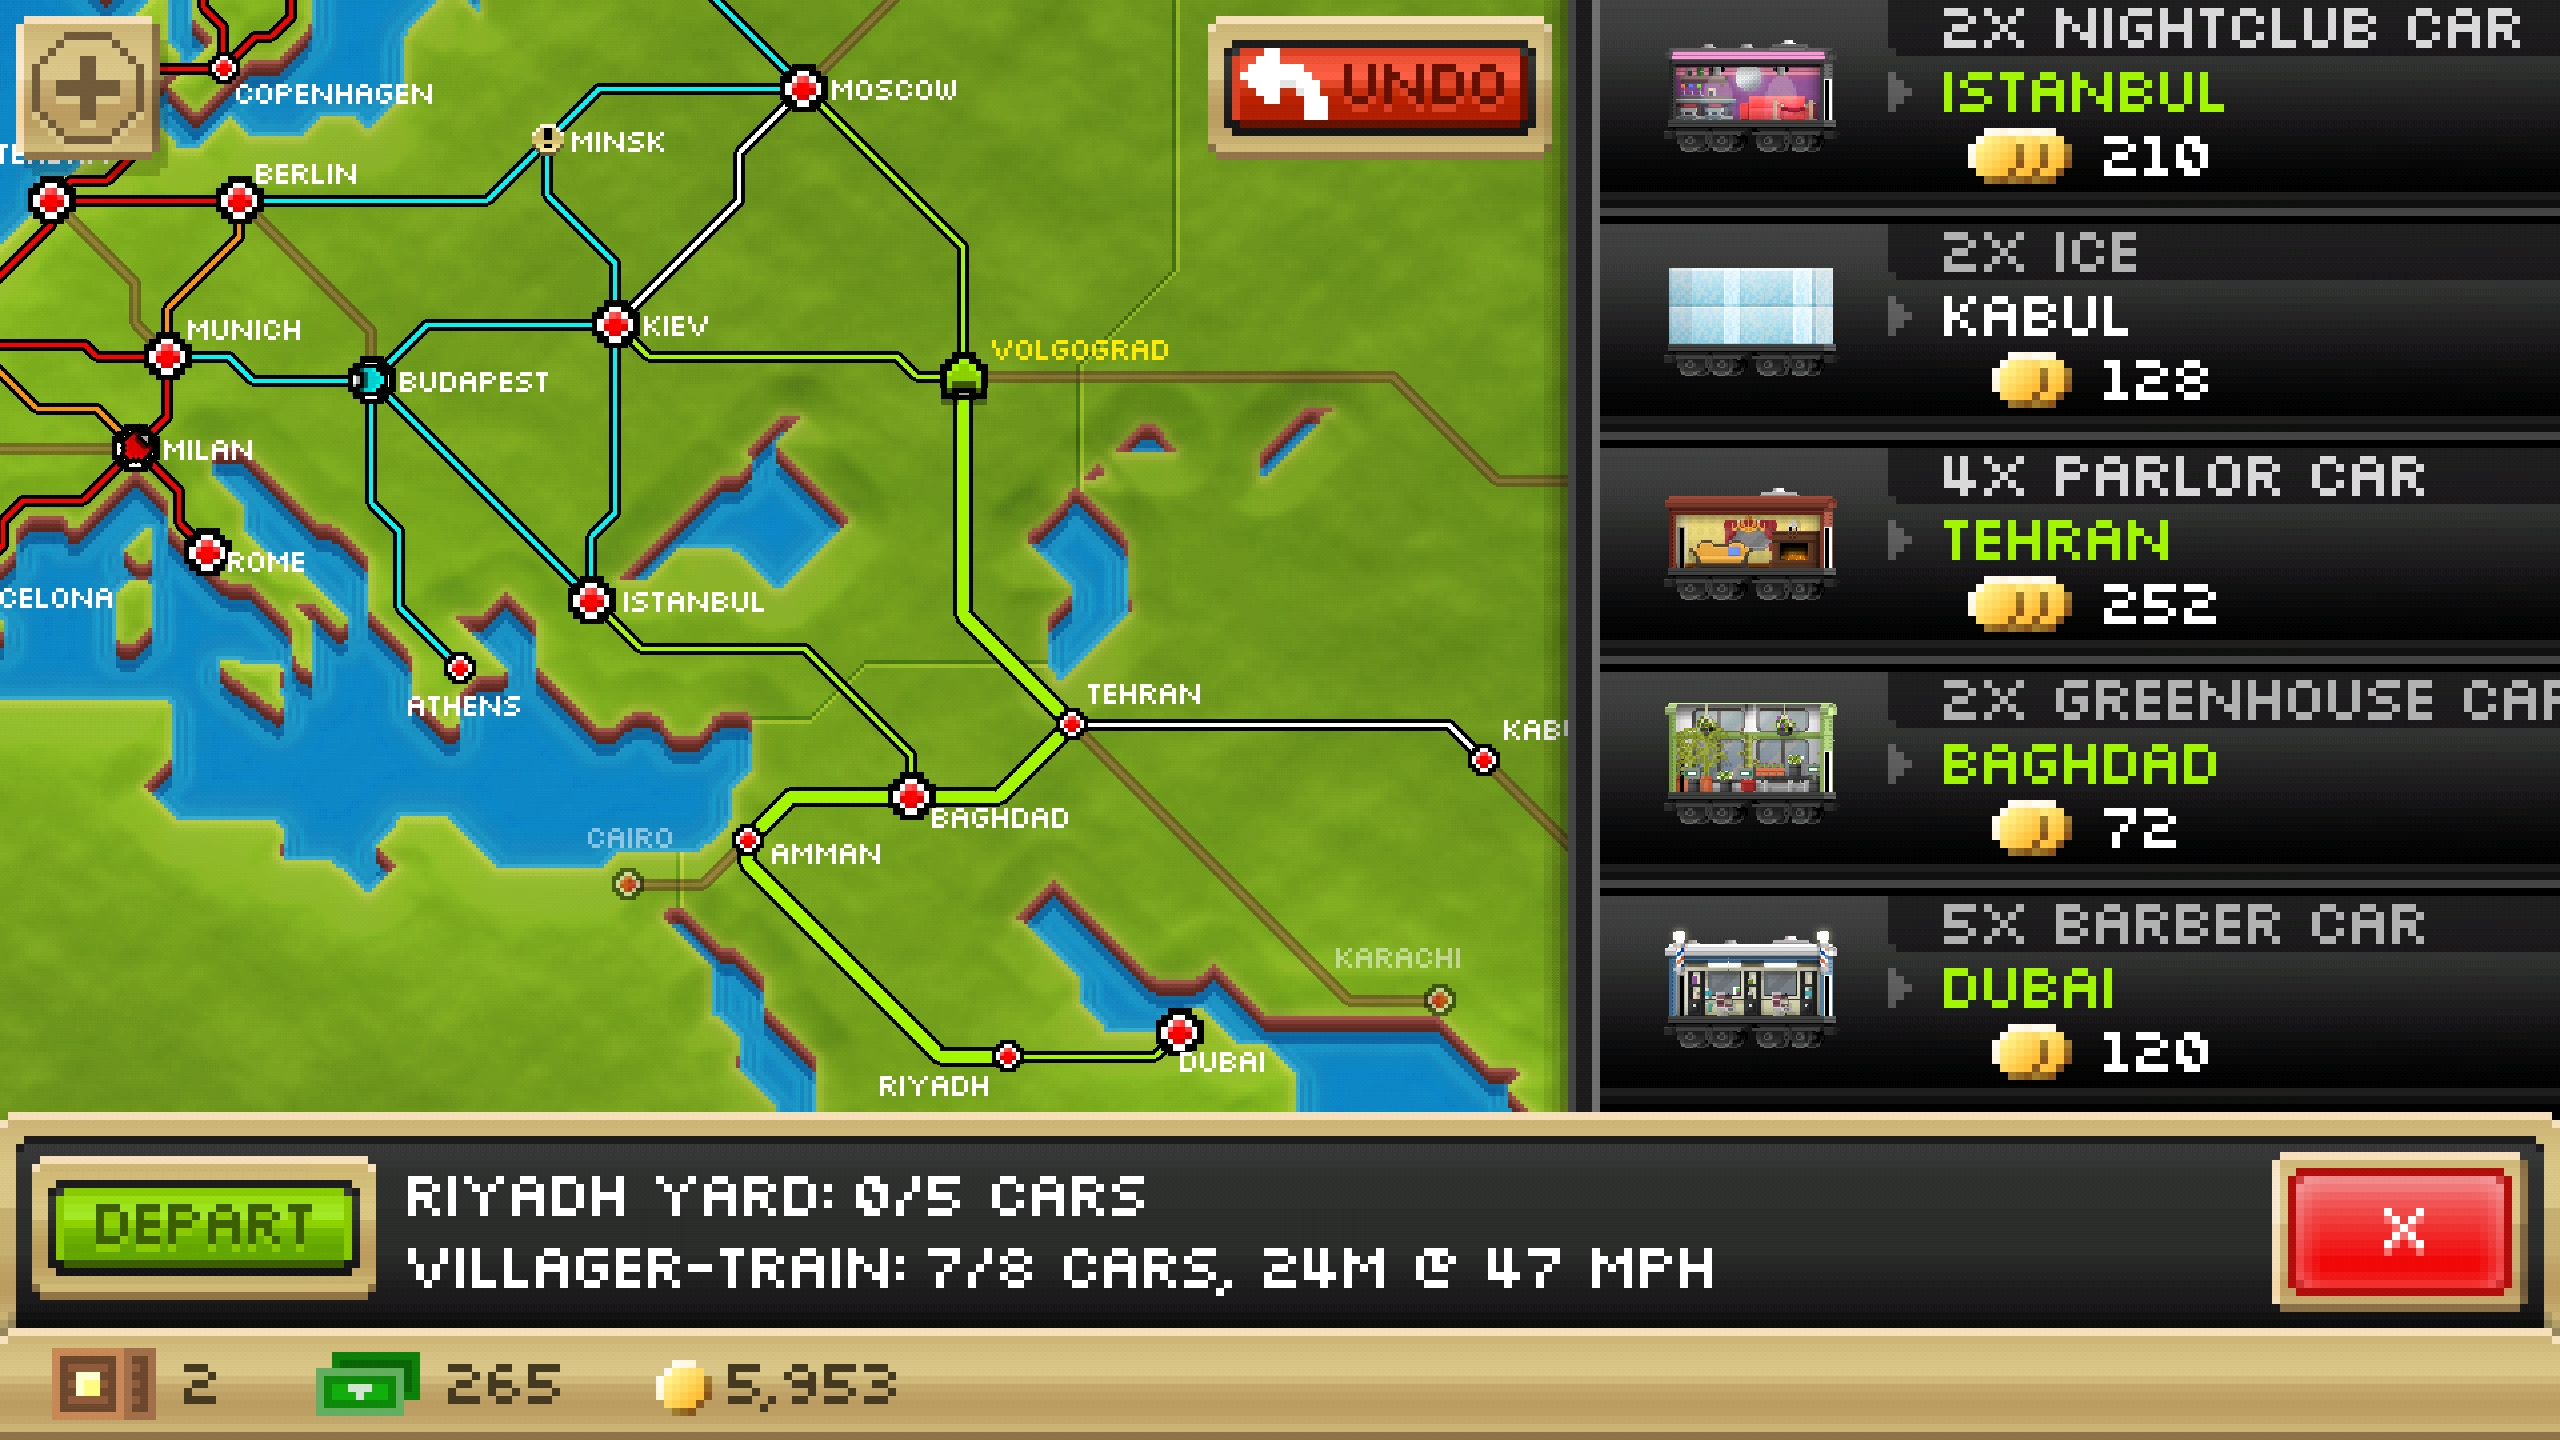 COPENHAGEN
MOSCOW
MINSK
BERLIN
MUNICH
KIEV
VOLGOGRAD
BUDAPEST
MILAN
ROME
CELONA
ISTANBUL
ATHENS
TEHRAN
KAB
BAGHDAD
CAIRO
AMMAN
KARACHI
DUBAI
RIYADH
UNDO
2X NIGHTCLUB CAR
ISTANBUL
210
2X ICE
KABUL
128
4X PARLOR CAR
TEHRAN
252
2X GREENHOUSE CAR
BAGHDAD
72
5X BARBER CAR
DUBAI
120
DEPART
RIYADH YARD: 0/5 CARS
VILLAGER-TRAIN: 7/8 CARS, 24M @ 47 MPH
X
2
265
5,953